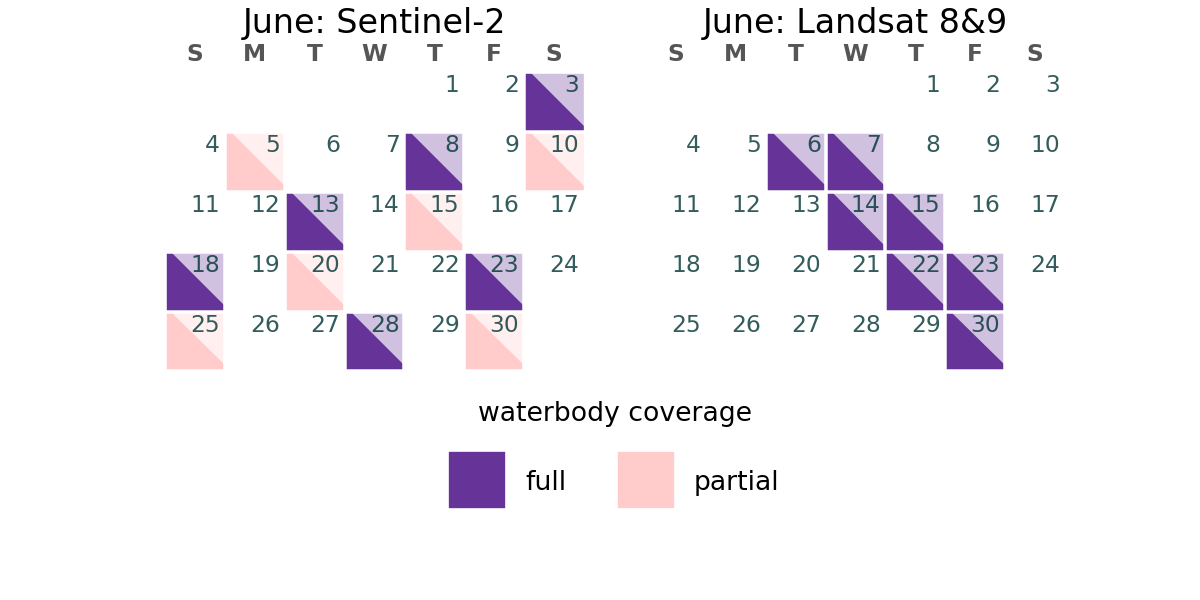 June: Sentinel-2
S M T W T F S
1 2 3
4 5 6 7 8 9 10
11 12 13 14 15 16 17
18 19 20 21 22 23 24
25 26 27 28 29 30
June: Landsat 8&9
S M T W T F S
1 2 3
4 5 6 7 8 9 10
11 12 13 14 15 16 17
18 19 20 21 22 23 24
25 26 27 28 29 30
waterbody coverage
full
partial